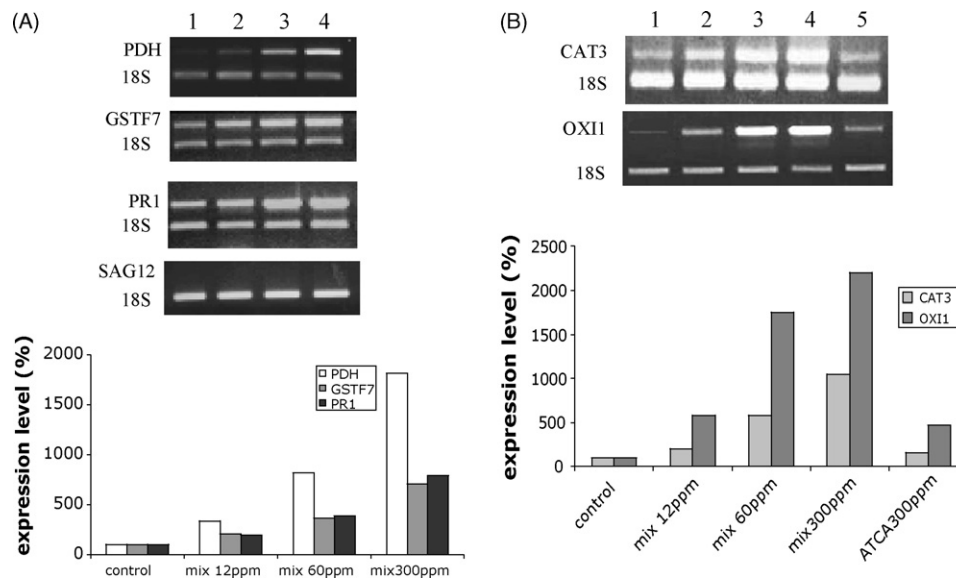 (A)
1 2 3 4
PDH
18S
GSTF7
18S
PR1
18S
SAG12
18S
expression level (%)
2000
1500
1000
500
0
PDH
GSTF7
PR1
control mix 12ppm mix 60ppm mix300ppm
(B)
1 2 3 4 5
CAT3
18S
OXI1
18S
expression level (%)
2500
2000
1500
1000
500
0
CAT3
OXI1
control mix 12ppm mix 60ppm mix300ppm ATCA300ppm